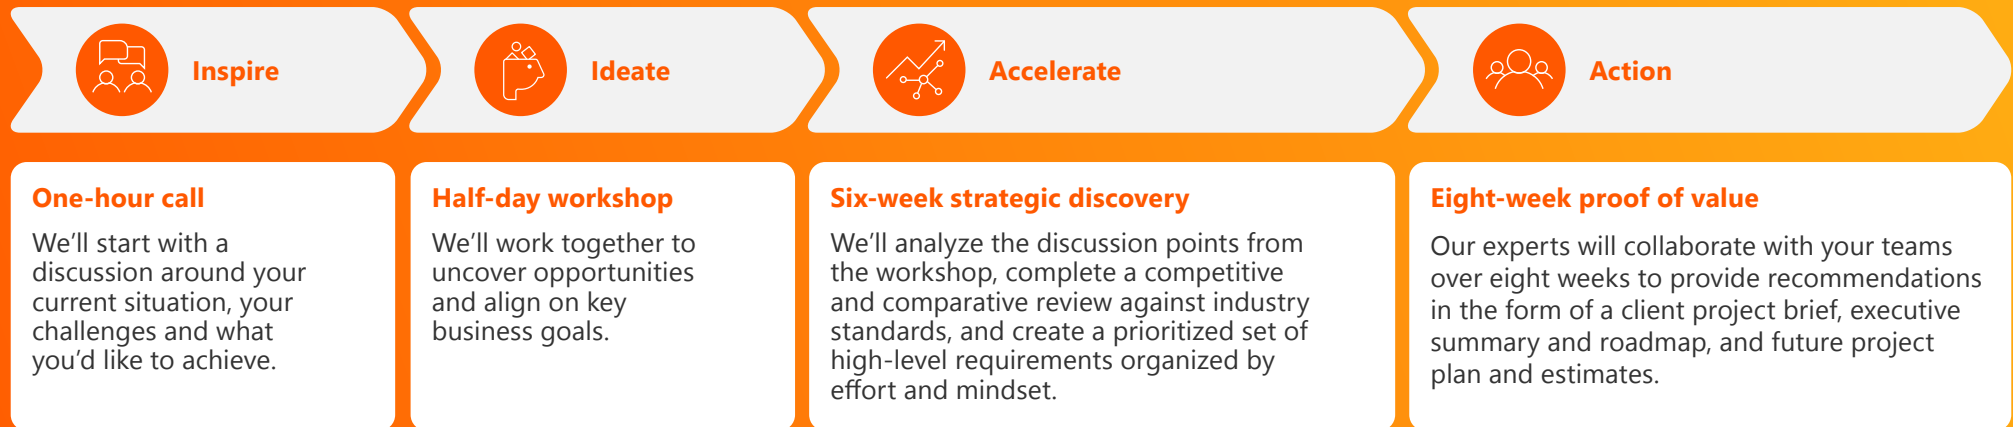 Inspire
Ideate
Accelerate
Action
One-hour call
We’ll start with a
discussion around your
current situation, your
challenges and what
you’d like to achieve.
Half-day workshop
We’ll work together to
uncover opportunities
and align on key
business goals.
Six-week strategic discovery
We’ll analyze the discussion points from
the workshop, complete a competitive
and comparative review against industry
standards, and create a prioritized set of
high-level requirements organized by
effort and mindset.
Eight-week proof of value
Our experts will collaborate with your teams
over eight weeks to provide recommendations
in the form of a client project brief, executive
summary and roadmap, and future project
plan and estimates.